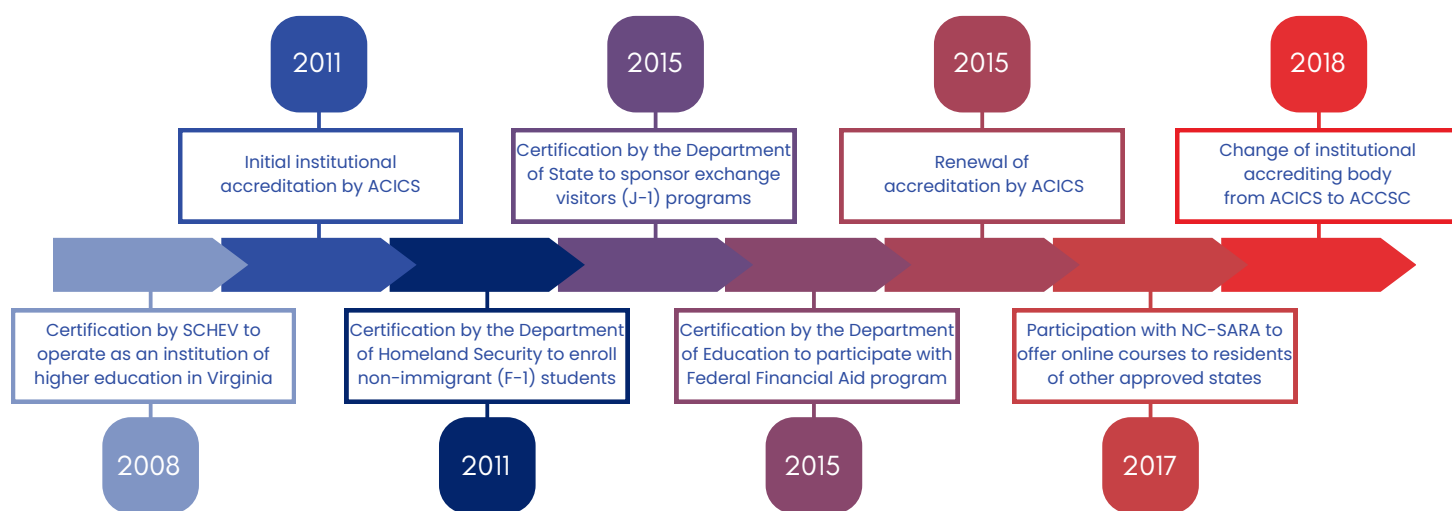 2011
2015
2015
2018
Initial institutional
accreditation by ACICS
Certification by the Department
of State to sponsor exchange
visitors (J-1) programs
Renewal of
accreditation by ACICS
Change of institutional
accrediting body
from ACICS to ACCSC
Certification by SCHEV to
operate as an institution of
higher education in Virginia
Certification by the Department
of Homeland Security to enroll
non-immigrant (F-1) students
Certification by the Department
of Education to participate with
Federal Financial Aid program
Participation with NC-SARA to
offer online courses to residents
of other approved states
2008
2011
2015
2017